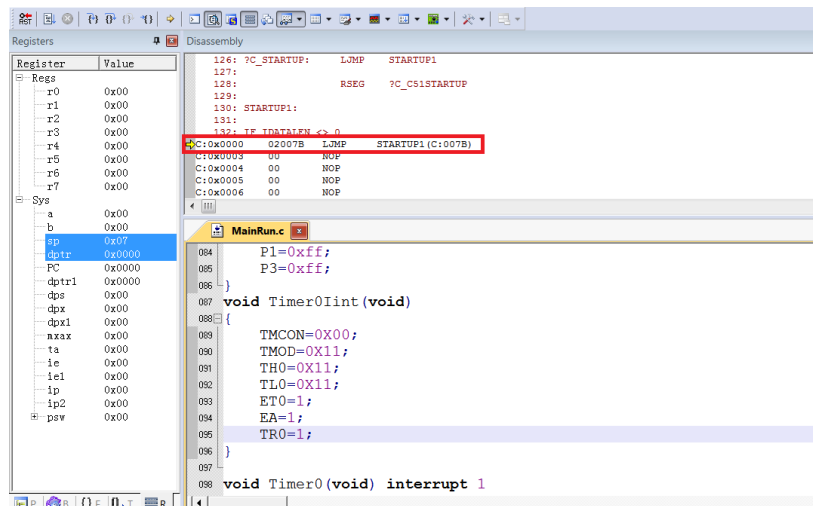 Registers
Register Value
Regs
r0 0x00
r1 0x00
r2 0x00
r3 0x00
r4 0x00
r5 0x00
r6 0x00
r7 0x00
Sys
a 0x00
b 0x00
sp 0x07
dptr 0x0000
PC 0x0000
dptr1 0x0000
dps 0x00
dpx 0x00
dpx1 0x00
mxax 0x00
ta 0x00
ie 0x00
ie1 0x00
ip 0x00
ip2 0x00
psw 0x00
Disassembly
126: ?C_STARTUP: LJMP STARTUP1
127:
128: RSEG ?C_C51STARTUP
129:
130: STARTUP1:
131:
132: IF IDATALEN <> 0
C:0x0000 02007B LJMP STARTUP1(C:007B)
C:0x0003 00 NOP
C:0x0004 00 NOP
C:0x0005 00 NOP
C:0x0006 00 NOP
MainRun.c
084 P1=0xff;
085 P3=0xff;
086 }
087 void Timer0Iint(void)
088 {
089 TMCON=0X00;
090 TMOD=0X11;
091 TH0=0X11;
092 TL0=0X11;
093 ET0=1;
094 EA=1;
095 TR0=1;
096 }
097
098 void Timer0(void) interrupt 1